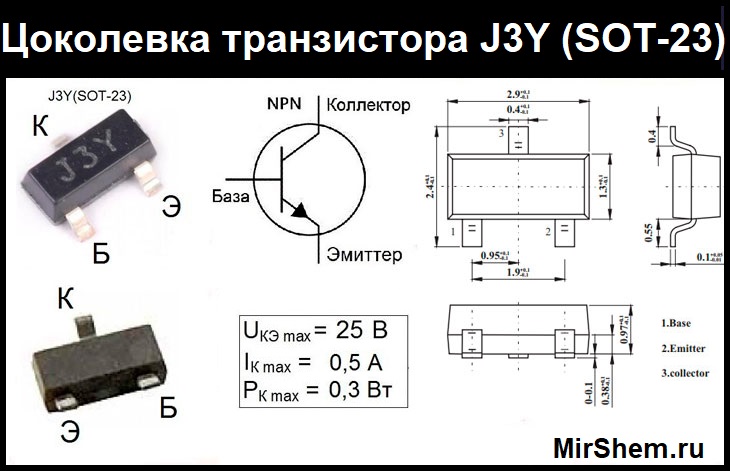 Цоколевка транзистора J3Y (SOT-23)
J3Y(SOT-23)
К
J3Y
Э
Б
К
Б
Э
NPN
Коллектор
База
Эмиттер
UКЭ max = 25 В
IК max = 0,5 А
PК max = 0,3 Вт
2.9+0.1-0.1
0.4+0.1-0.1
3
2.4+0.1-0.1
1.3+0.1-0.1
1
2
0.95+0.1-0.1
1.9+0.1-0.1
0.4
0.55
0.1+0.05-0.01
0.97+0.1-0.1
0-0.1
0.38+0.1-0.1
1.Base
2.Emitter
3.collector
MirShem.ru